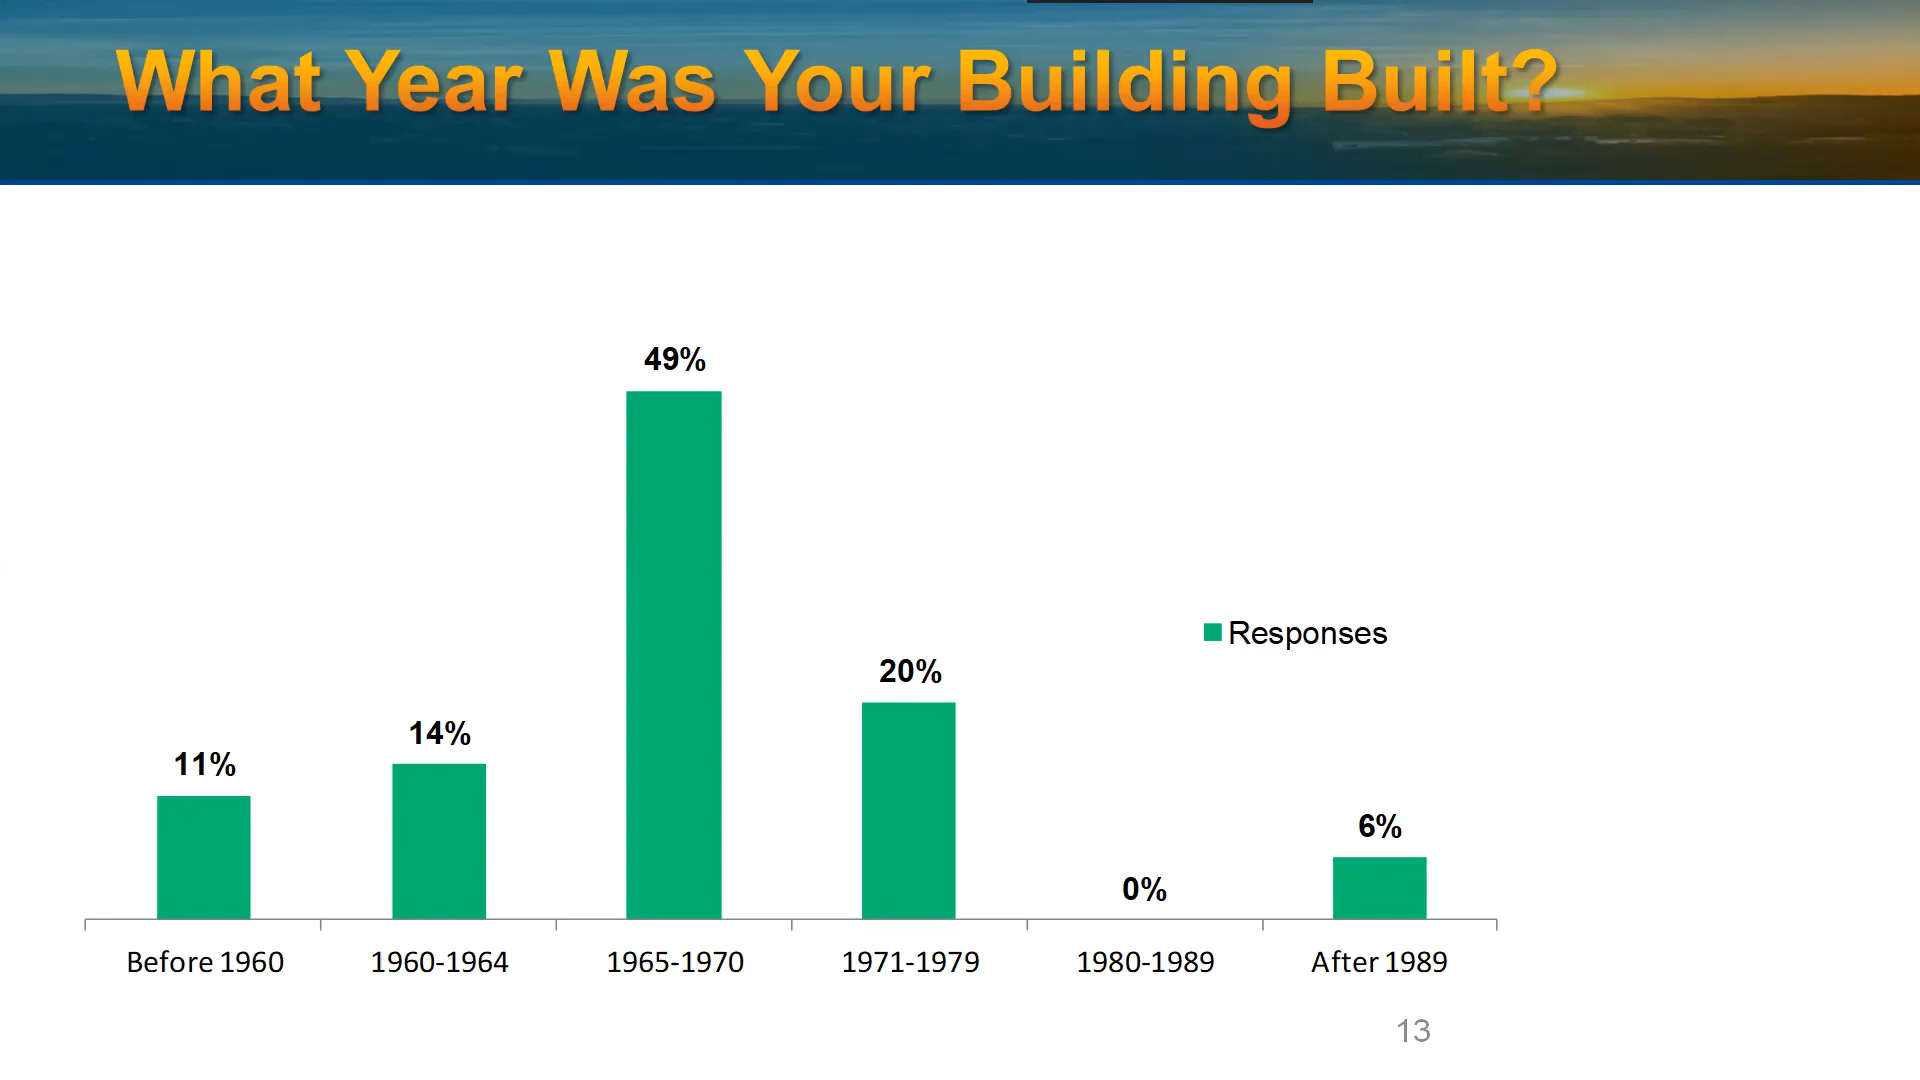 What Year Was Your Building Built?
49%
20%
14%
11%
6%
0%
Responses
Before 1960
1960-1964
1965-1970
1971-1979
1980-1989
After 1989
13